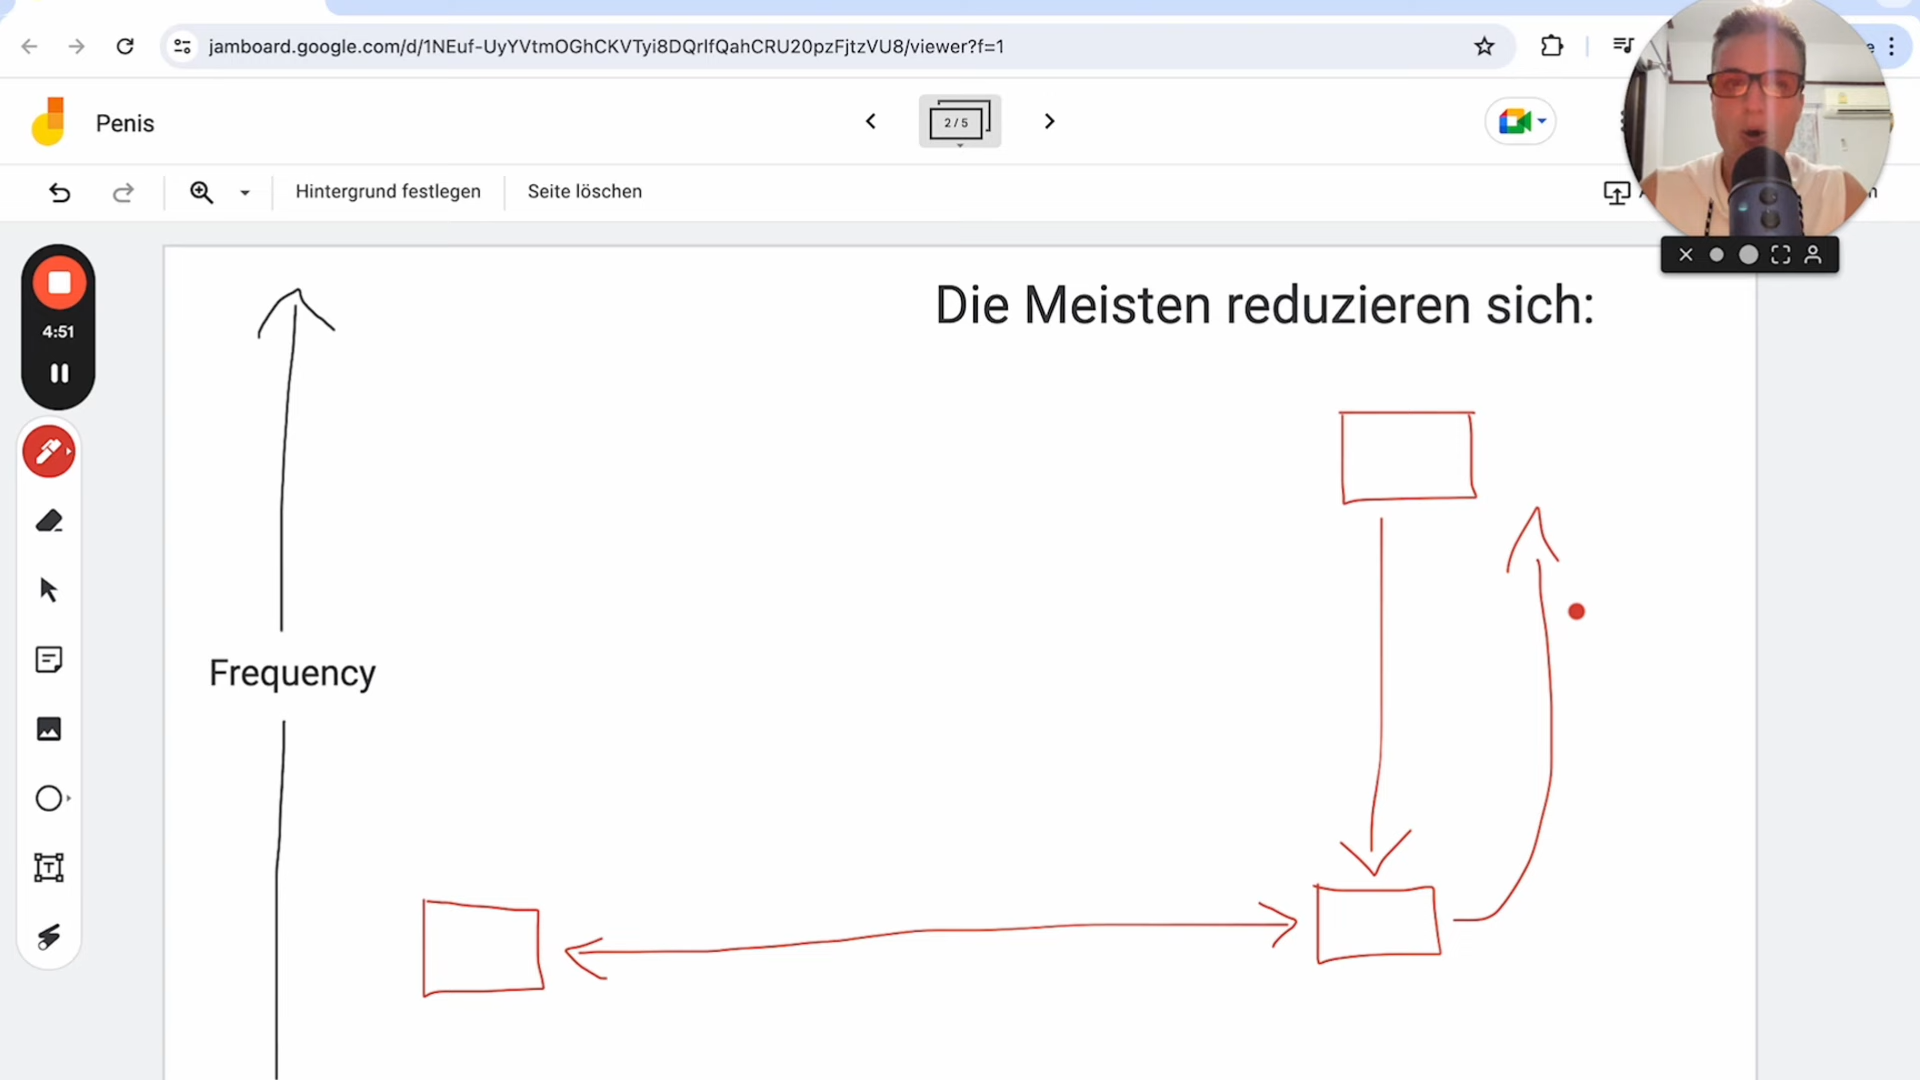 jamboard.google.com/d/1NEuf-UyYVtmOGhCKVTyi8DQrIfQahCRU20pzFjtzVU8/viewer?f=1
e
Penis
2 / 5
Hintergrund festlegen
Seite löschen
4:51
Die Meisten reduzieren sich:
Frequency